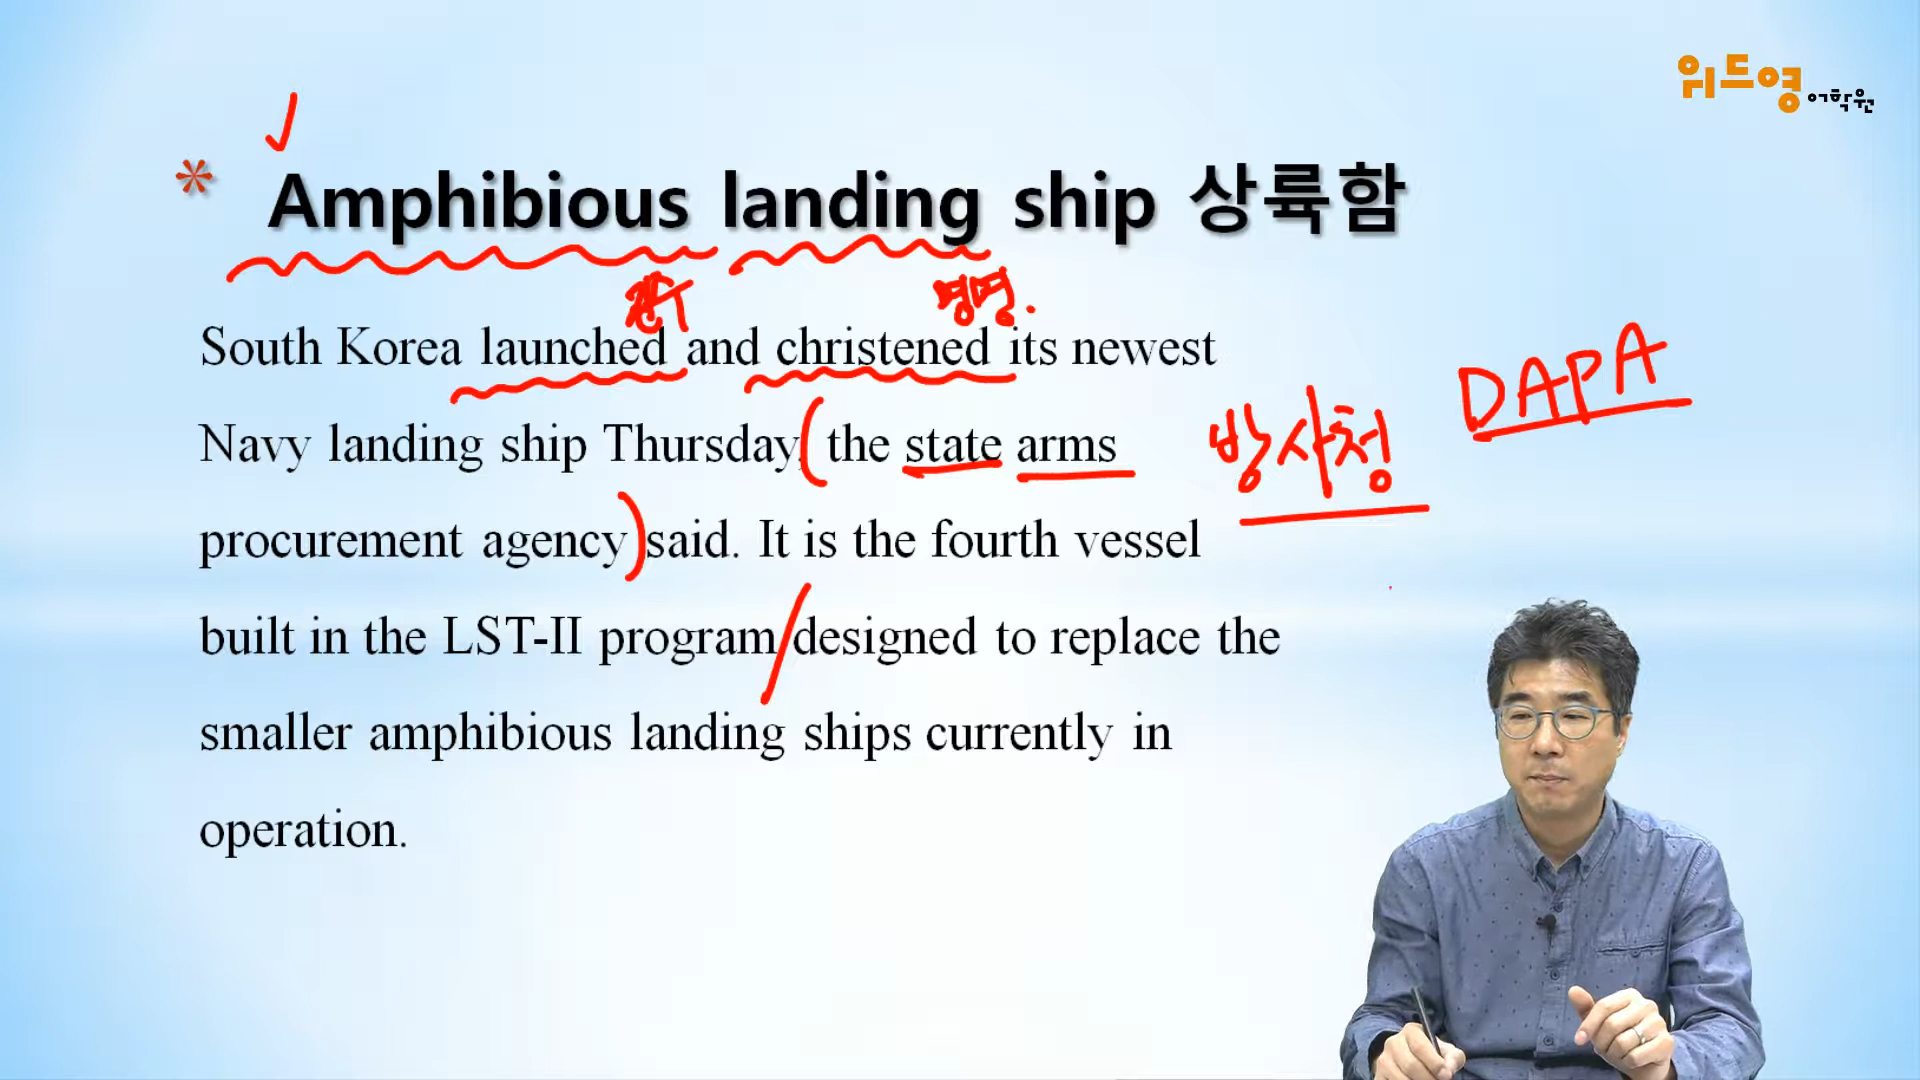 위드영어학원
* Amphibious landing ship 상륙함
진수 명명.
South Korea launched and christened its newest
DAPA
Navy landing ship Thursday, (the state arms
방사청
procurement agency) said. It is the fourth vessel
built in the LST-II program / designed to replace the
smaller amphibious landing ships currently in
operation.